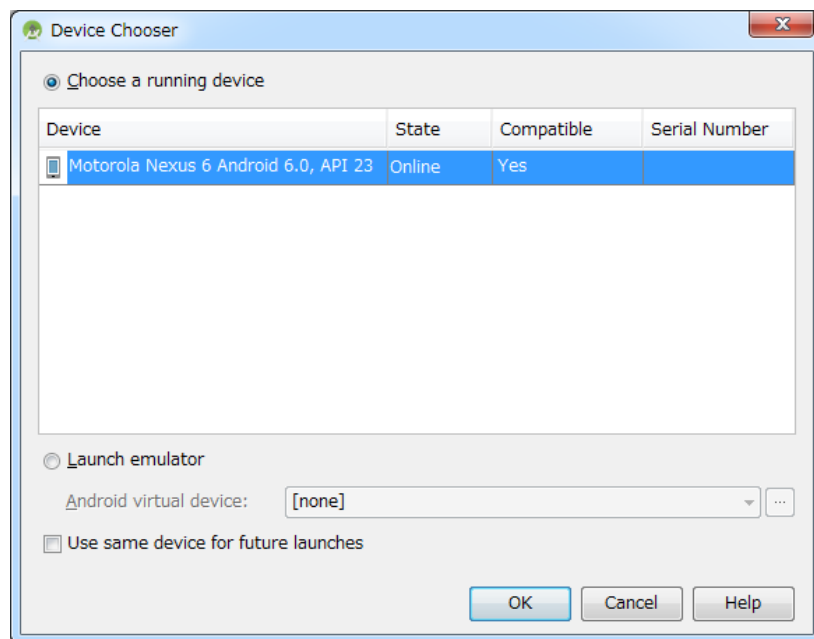 Device Chooser
Choose a running device
Device State Compatible Serial Number
Motorola Nexus 6 Android 6.0, API 23 Online Yes
Launch emulator
Android virtual device: [none] ...
Use same device for future launches
OK Cancel Help